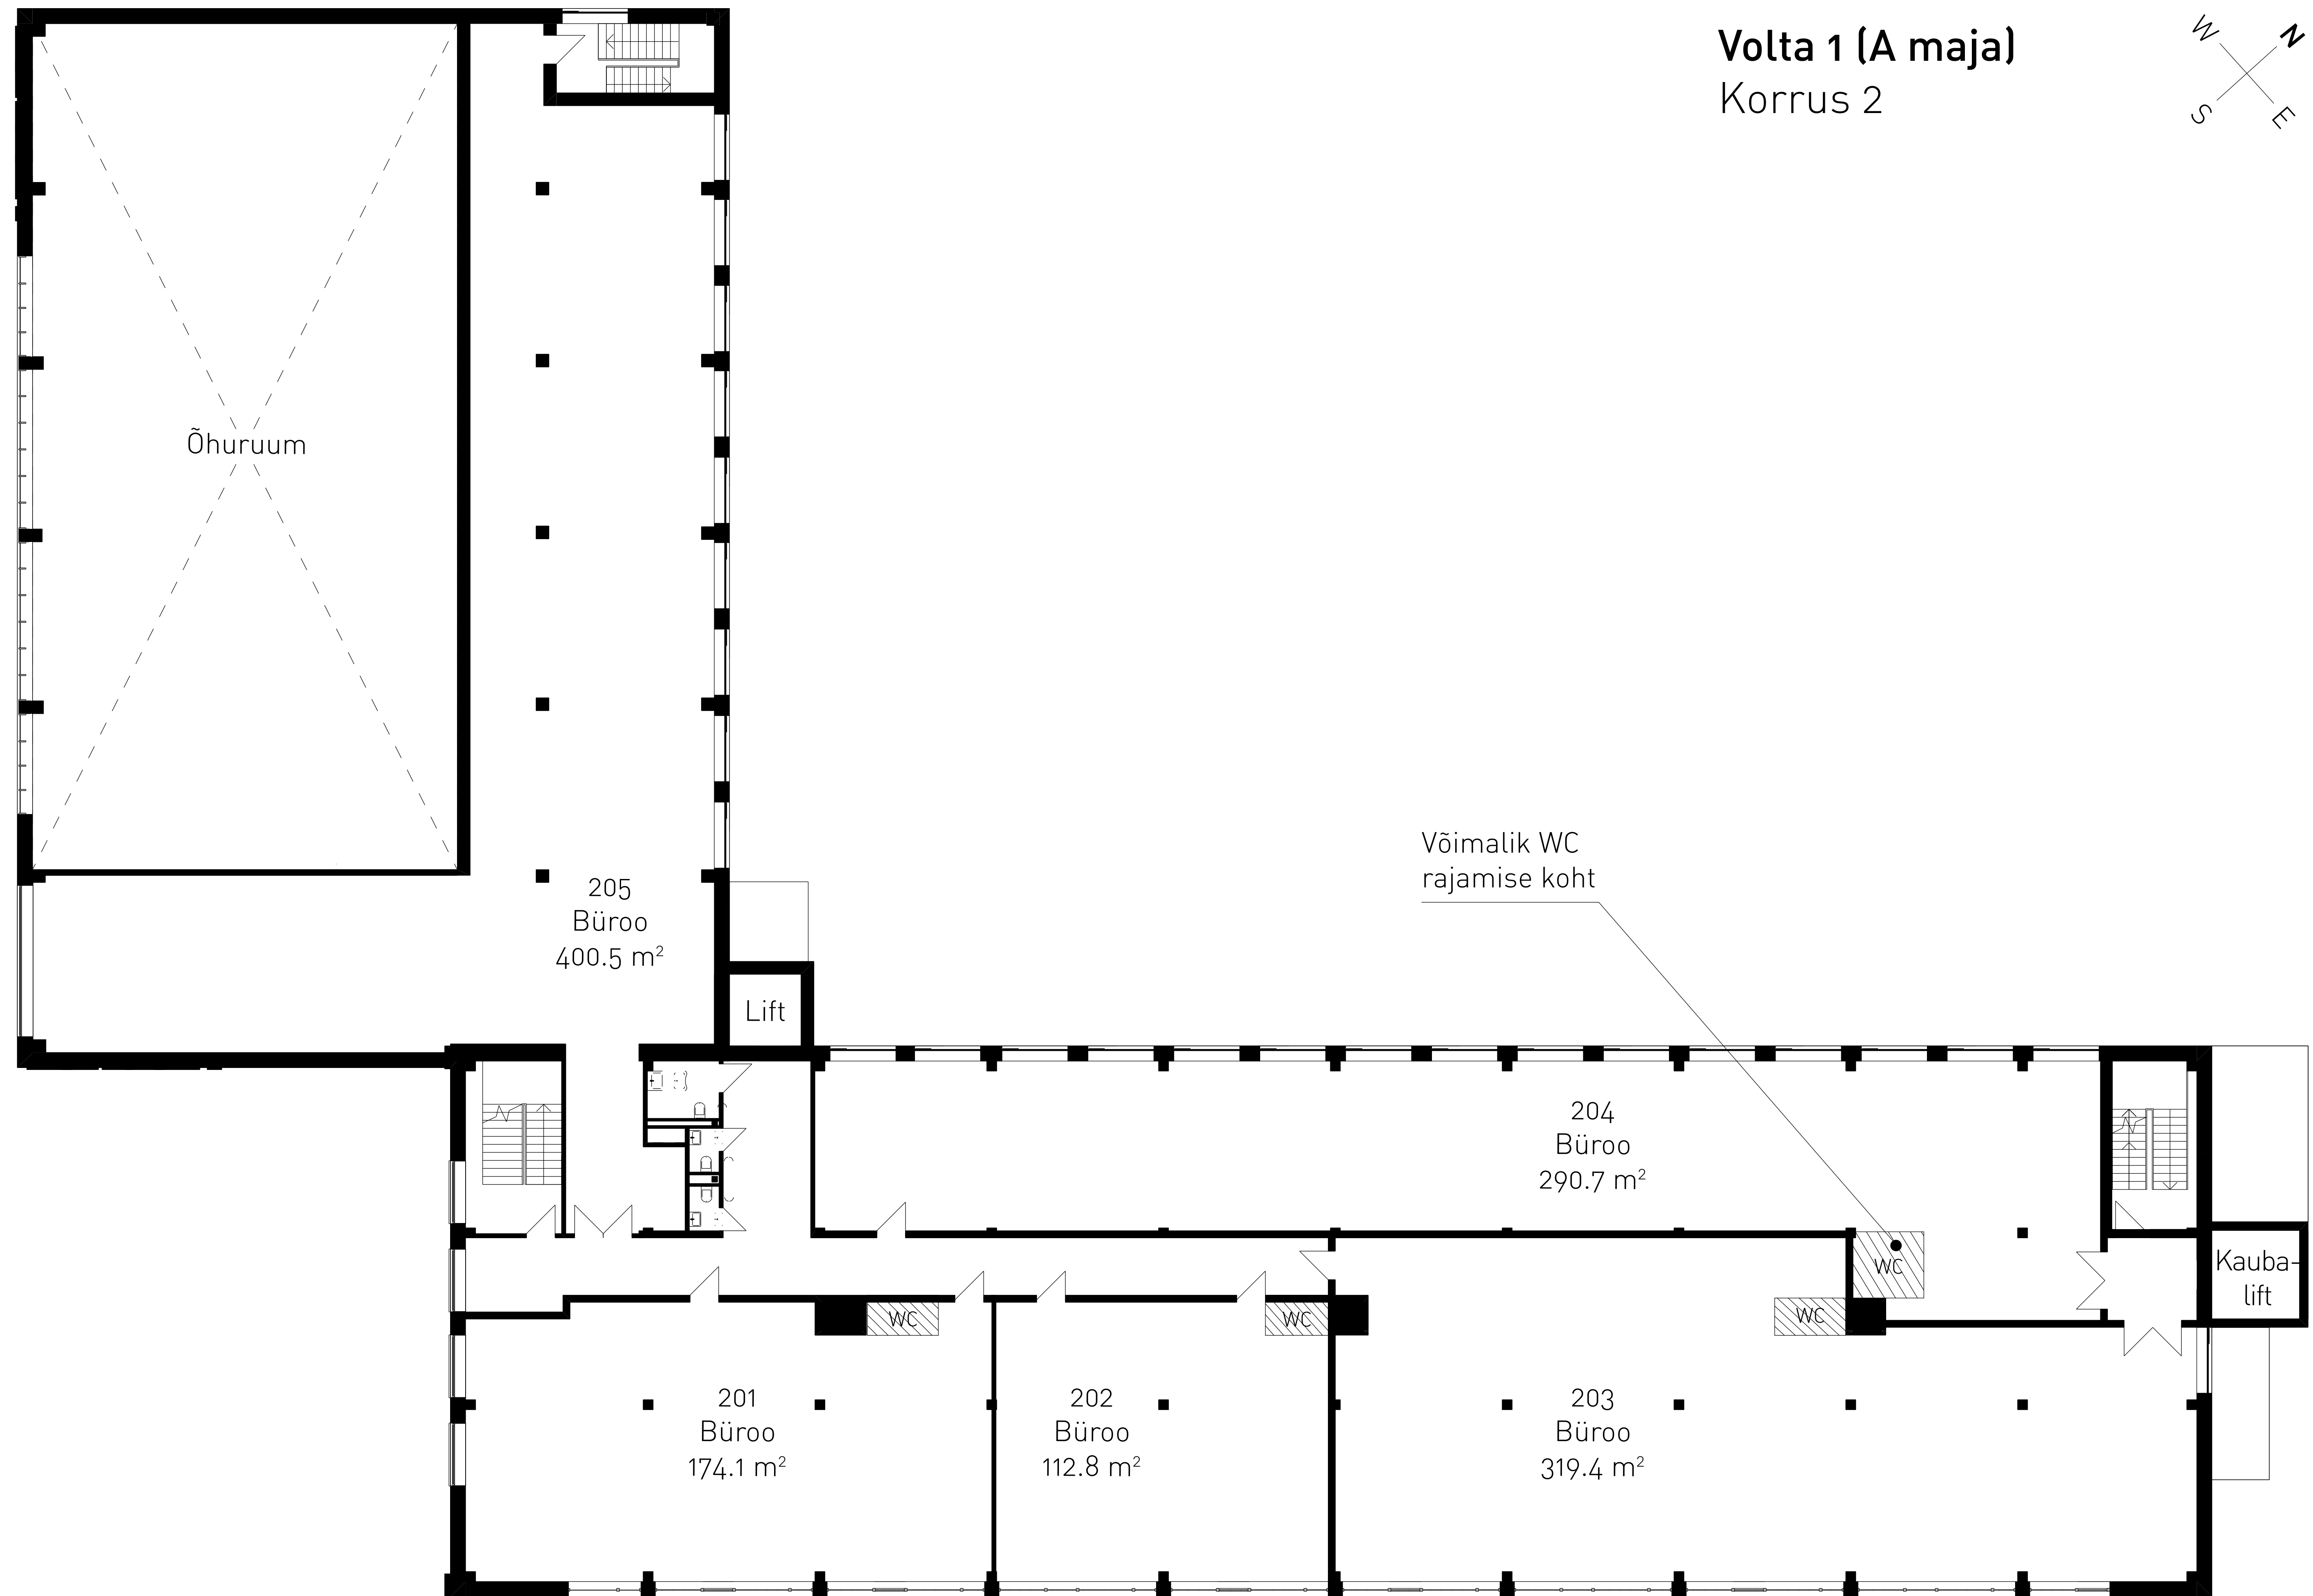 Volta 1 (A maja)
Korrus 2
W
N
S
E
Õhuruum
Võimalik WC
rajamise koht
205
Büroo
400.5 m²
Lift
204
Büroo
290.7 m²
WC
Kauba-
lift
WC
WC
WC
201
Büroo
174.1 m²
202
Büroo
112.8 m²
203
Büroo
319.4 m²